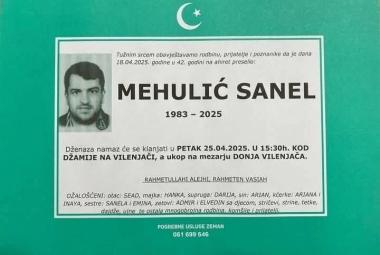 Tužnim srcem obavještavamo rodbinu, prijatelje i poznanike da je dana
18.04.2025. godine u 42. godini na ahiret preselio:
MEHULIĆ SANEL
1983 – 2025
Dženaza namaz će se klanjati u PETAK 25.04.2025. U 15:30h. KOD
DŽAMIJE NA VILENJAČI, a ukop na mezarju DONJA VILENJAČA.
RAHMETULLAHI ALEJHI, RAHMETEN VASIAH
OŽALOŠĆENI: otac: SEAD, majka: HANKA, supruga: DARIJA, sin: ARIAN, kćerke: ARIANA i
INAYA, sestre: SANELA i EMINA, zetovi: ADMIR i ELVEDIN sa djecom, stričevi, strine, tetke,
daidže, ujne te ostala mnogobrojna rodbina, komšije i prijatelji.
POGREBNE USLUGE ZEMAN
061 699 646